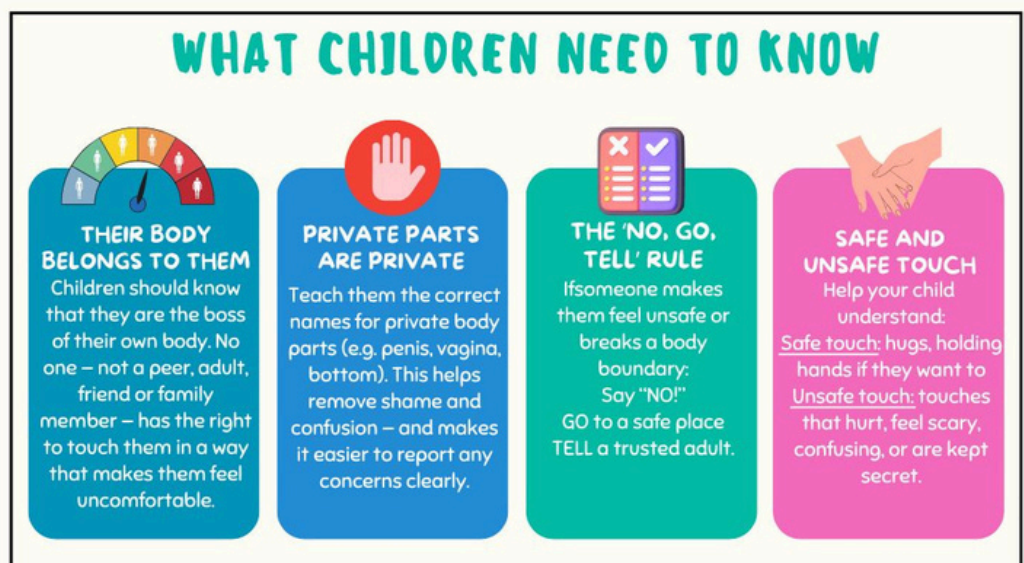 WHAT CHILDREN NEED TO KNOW
THEIR BODY
BELONGS TO THEM
Children should know
that they are the boss
of their own body. No
one – not a peer, adult,
friend or family
member – has the right
to touch them in a way
that makes them feel
uncomfortable.
PRIVATE PARTS
ARE PRIVATE
Teach them the correct
names for private body
parts (e.g. penis, vagina,
bottom). This helps
remove shame and
confusion – and makes
it easier to report any
concerns clearly.
THE 'NO, GO,
TELL' RULE
Ifsomeone makes
them feel unsafe or
breaks a body
boundary:
Say "NO!"
GO to a safe place
TELL a trusted adult.
SAFE AND
UNSAFE TOUCH
Help your child
understand:
Safe touch: hugs, holding
hands if they want to
Unsafe touch: touches
that hurt, feel scary,
confusing, or are kept
secret.